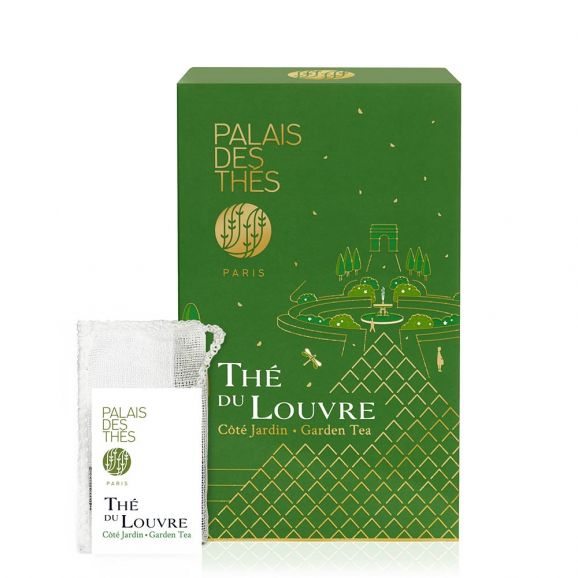 PALAIS
DES
THÉS
PARIS
THÉ
DU LOUVRE
Côté Jardin • Garden Tea
PALAIS
DES
THÉS
PARIS
THÉ
DU LOUVRE
Côté Jardin • Garden Tea